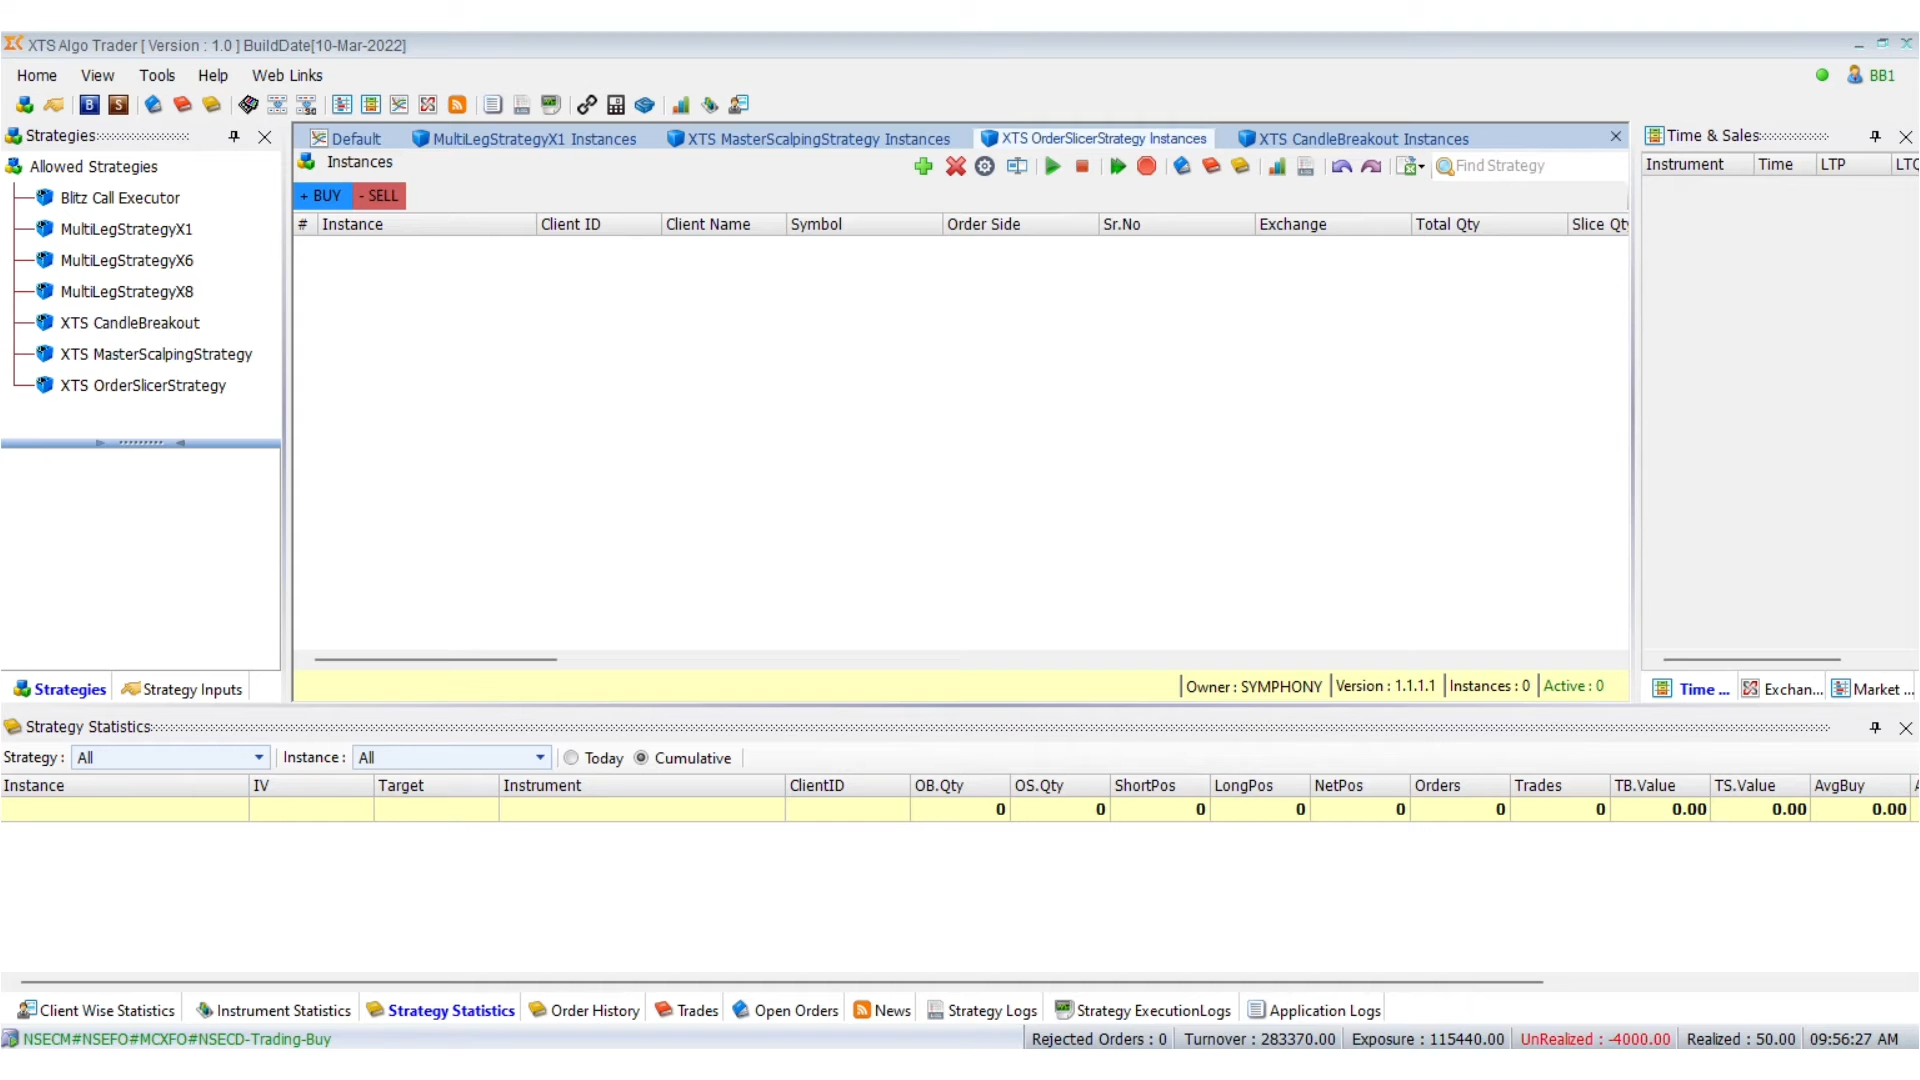 XTS Algo Trader [ Version : 1.0 ] BuildDate[10-Mar-2022]
Home View Tools Help Web Links BB1
B S
Strategies
Allowed Strategies
Blitz Call Executor
MultiLegStrategyX1
MultiLegStrategyX6
MultiLegStrategyX8
XTS CandleBreakout
XTS MasterScalpingStrategy
XTS OrderSlicerStrategy
Strategies Strategy Inputs
Default MultiLegStrategyX1 Instances XTS MasterScalpingStrategy Instances XTS OrderSlicerStrategy Instances XTS CandleBreakout Instances
Instances Find Strategy
+ BUY - SELL
# Instance Client ID Client Name Symbol Order Side Sr.No Exchange Total Qty Slice Qty
Owner : SYMPHONY Version : 1.1.1.1 Instances : 0 Active : 0
Time & Sales
Instrument Time LTP LTQ
Time ... Exchan... Market ...
Strategy Statistics
Strategy : All Instance : All Today Cumulative
Instance IV Target Instrument ClientID OB.Qty OS.Qty ShortPos LongPos NetPos Orders Trades TB.Value TS.Value AvgBuy
0 0 0 0 0 0 0 0.00 0.00 0.00
Client Wise Statistics Instrument Statistics Strategy Statistics Order History Trades Open Orders News Strategy Logs Strategy ExecutionLogs Application Logs
NSECM#NSEFO#MCXFO#NSECD-Trading-Buy Rejected Orders : 0 Turnover : 283370.00 Exposure : 115440.00 UnRealized : -4000.00 Realized : 50.00 09:56:27 AM